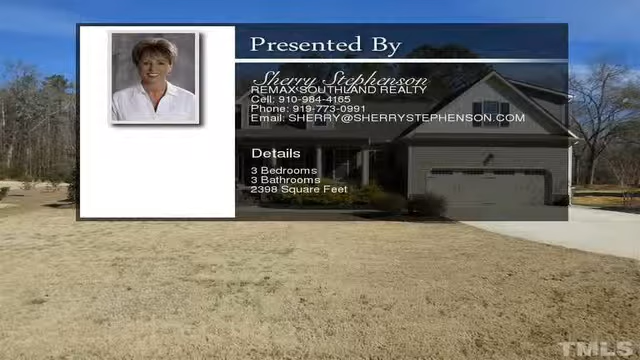 Presented By
Sherry Stephenson
REMAX SOUTHLAND REALTY
Cell: 910-984-4165
Phone: 919-773-0991
Email: SHERRY@SHERRYSTEPHENSON.COM
Details
3 Bedrooms
3 Bathrooms
2398 Square Feet
TMLS